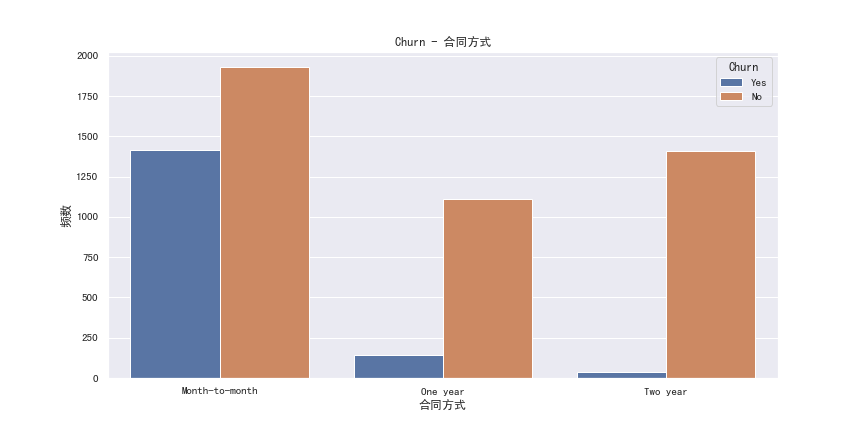 Churn - 合同方式
Churn
Yes
No
2000
1750
1500
1250
1000
750
500
250
0
频数
Month-to-month
One year
Two year
合同方式